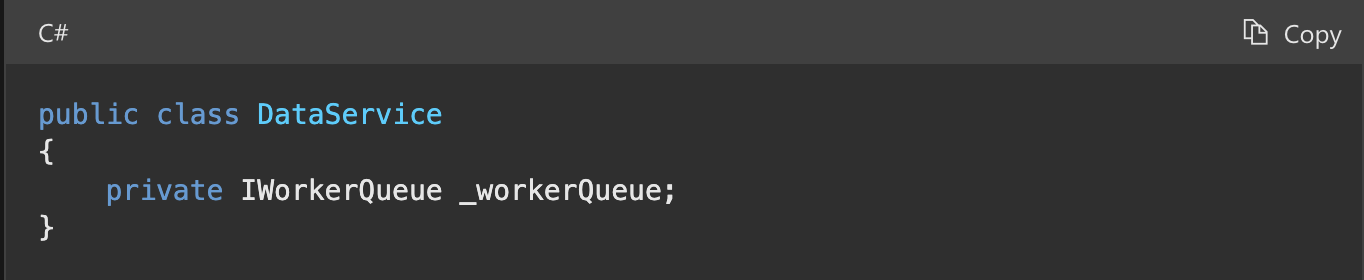 C#
Copy
public class DataService
{
    private IWorkerQueue _workerQueue;
}